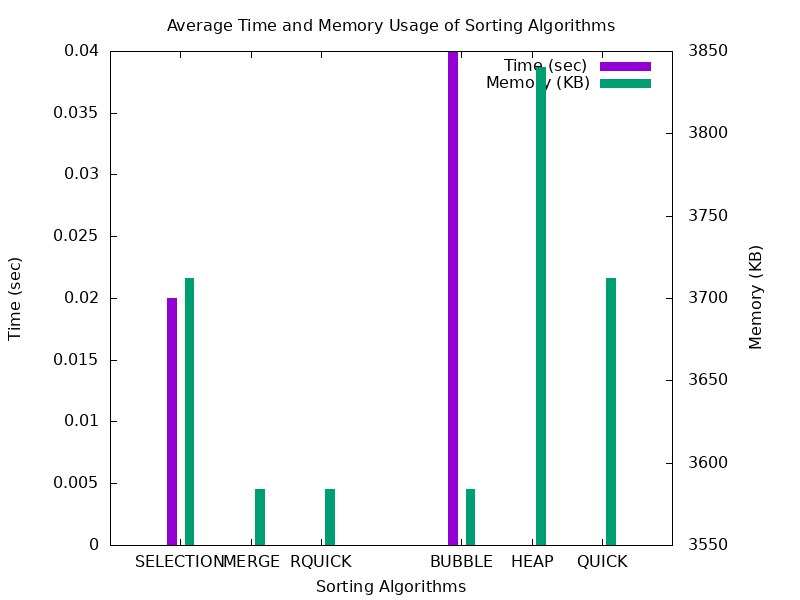 Average Time and Memory Usage of Sorting Algorithms
Time (sec)
Memory (KB)
0.04
0.035
0.03
0.025
0.02
0.015
0.01
0.005
0
3850
3800
3750
3700
3650
3600
3550
Time (sec)
Memory (KB)
SELECTION MERGE RQUICK BUBBLE HEAP QUICK
Sorting Algorithms